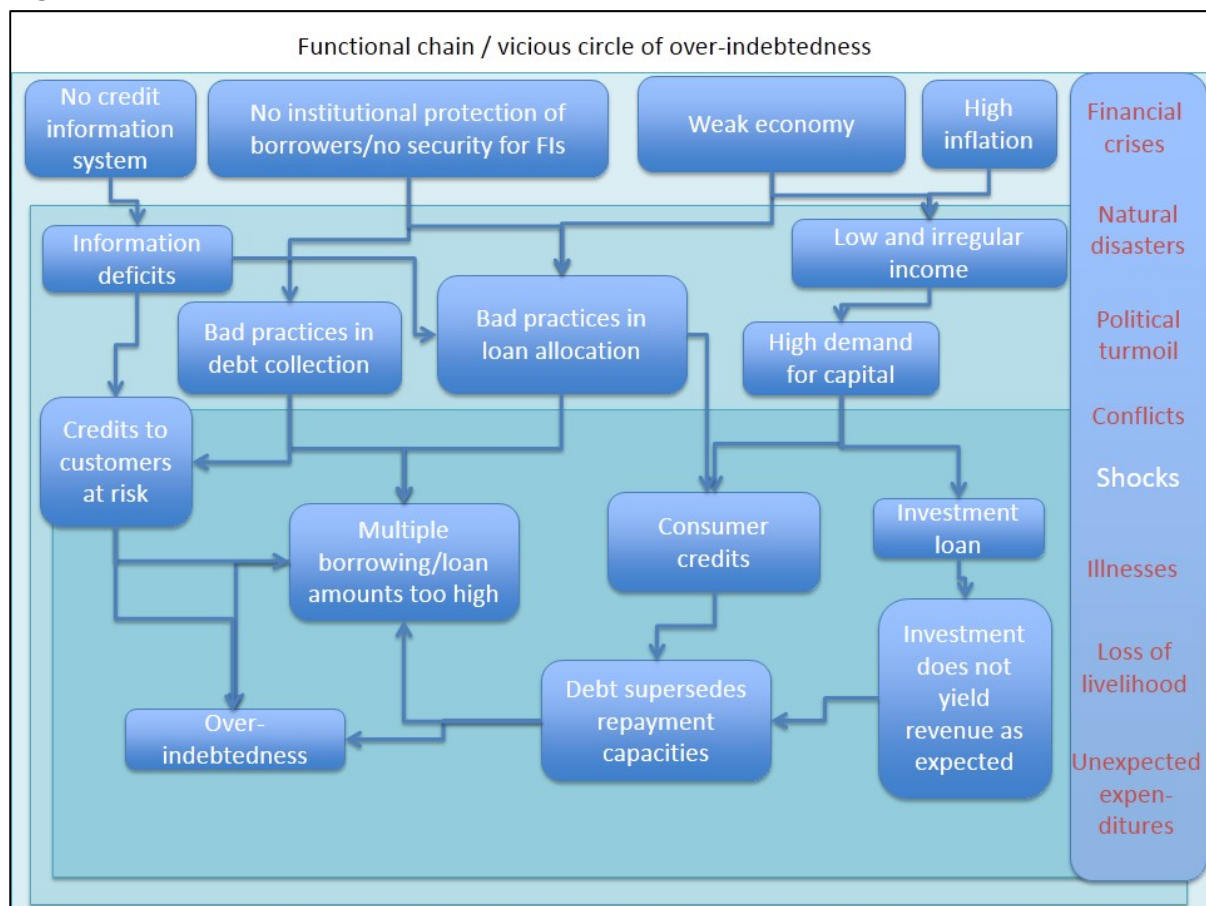 Functional chain / vicious circle of over-indebtedness
No credit
information
system
No institutional protection of
borrowers/no security for FIs
Weak economy
High
inflation
Financial
crises
Natural
disasters
Information
deficits
Low and irregular
income
Bad practices in
debt collection
Bad practices in
loan allocation
High demand
for capital
Political
turmoil
Conflicts
Credits to
customers
at risk
Shocks
Multiple
borrowing/loan
amounts too high
Consumer
credits
Investment
loan
Illnesses
Investment
does not
yield
revenue as
expected
Loss of
livelihood
Debt supersedes
repayment
capacities
Over-
indebtedness
Unexpected
expen-
ditures